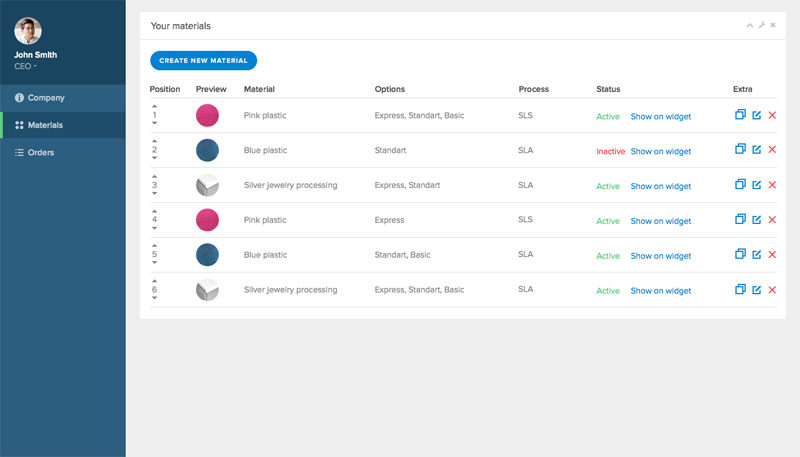 John Smith
CEO
Company
Materials
Orders
Your materials
CREATE NEW MATERIAL
Position Preview Material Options Process Status Extra
1 Pink plastic Express, Standart, Basic SLS Active Show on widget
2 Blue plastic Standart SLA Inactive Show on widget
3 Silver jewelry processing Express, Standart SLA Active Show on widget
4 Pink plastic Express SLS Active Show on widget
5 Blue plastic Standart, Basic SLA Active Show on widget
6 Silver jewelry processing Express, Standart, Basic SLA Active Show on widget